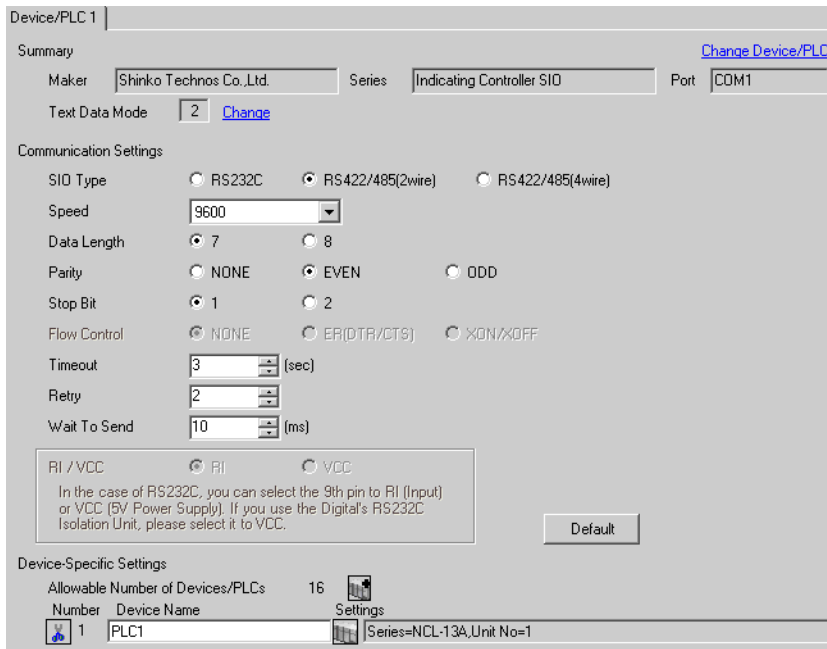 Device/PLC 1
Summary
Change Device/PLC
Maker Shinko Technos Co.,Ltd. Series Indicating Controller SIO Port COM1
Text Data Mode 2 Change
Communication Settings
SIO Type RS232C RS422/485(2wire) RS422/485(4wire)
Speed 9600
Data Length 7 8
Parity NONE EVEN ODD
Stop Bit 1 2
Flow Control NONE ER(DTR/CTS) XON/XOFF
Timeout 3 (sec)
Retry 2
Wait To Send 10 (ms)
RI / VCC RI VCC
In the case of RS232C, you can select the 9th pin to RI (Input)
or VCC (5V Power Supply). If you use the Digital's RS232C
Isolation Unit, please select it to VCC.
Default
Device-Specific Settings
Allowable Number of Devices/PLCs 16
Number Device Name Settings
1 PLC1 Series=NCL-13A,Unit No=1